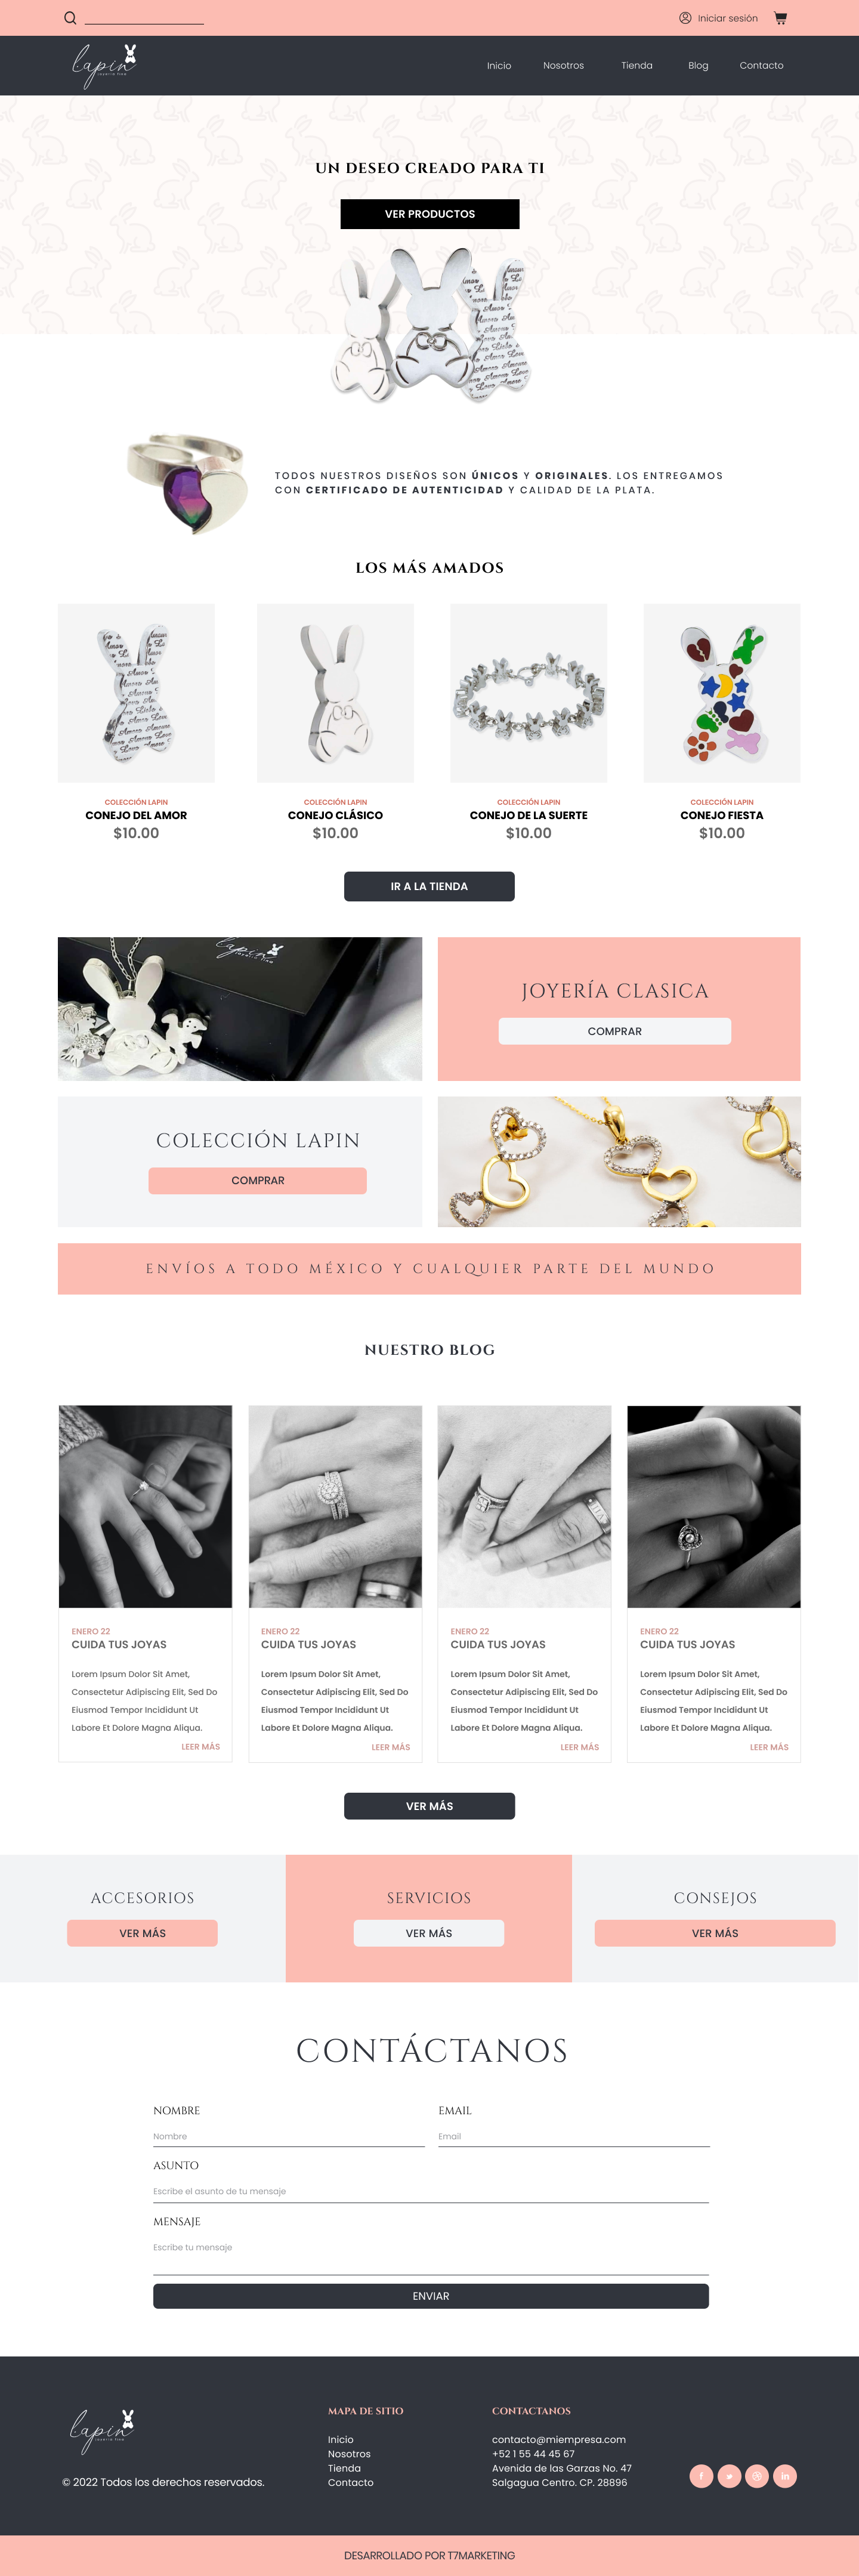 Iniciar sesión
lapin
joyería fina
Inicio
Nosotros
Tienda
Blog
Contacto
UN DESEO CREADO PARA TI
VER PRODUCTOS
TODOS NUESTROS DISEÑOS SON ÚNICOS Y ORIGINALES. LOS ENTREGAMOS
CON CERTIFICADO DE AUTENTICIDAD Y CALIDAD DE LA PLATA.
LOS MÁS AMADOS
COLECCIÓN LAPIN
CONEJO DEL AMOR
$10.00
COLECCIÓN LAPIN
CONEJO CLÁSICO
$10.00
COLECCIÓN LAPIN
CONEJO DE LA SUERTE
$10.00
COLECCIÓN LAPIN
CONEJO FIESTA
$10.00
IR A LA TIENDA
lapin
joyería fina
JOYERÍA CLASICA
COMPRAR
COLECCIÓN LAPIN
COMPRAR
ENVÍOS A TODO MÉXICO Y CUALQUIER PARTE DEL MUNDO
NUESTRO BLOG
ENERO 22
CUIDA TUS JOYAS
Lorem Ipsum Dolor Sit Amet,
Consectetur Adipiscing Elit, Sed Do
Eiusmod Tempor Incididunt Ut
Labore Et Dolore Magna Aliqua.
LEER MÁS
ENERO 22
CUIDA TUS JOYAS
Lorem Ipsum Dolor Sit Amet,
Consectetur Adipiscing Elit, Sed Do
Eiusmod Tempor Incididunt Ut
Labore Et Dolore Magna Aliqua.
LEER MÁS
ENERO 22
CUIDA TUS JOYAS
Lorem Ipsum Dolor Sit Amet,
Consectetur Adipiscing Elit, Sed Do
Eiusmod Tempor Incididunt Ut
Labore Et Dolore Magna Aliqua.
LEER MÁS
ENERO 22
CUIDA TUS JOYAS
Lorem Ipsum Dolor Sit Amet,
Consectetur Adipiscing Elit, Sed Do
Eiusmod Tempor Incididunt Ut
Labore Et Dolore Magna Aliqua.
LEER MÁS
VER MÁS
ACCESORIOS
VER MÁS
SERVICIOS
VER MÁS
CONSEJOS
VER MÁS
CONTÁCTANOS
NOMBRE
Nombre
EMAIL
Email
ASUNTO
Escribe el asunto de tu mensaje
MENSAJE
Escribe tu mensaje
ENVIAR
lapin
joyería fina
© 2022 Todos los derechos reservados.
MAPA DE SITIO
Inicio
Nosotros
Tienda
Contacto
CONTACTANOS
contacto@miempresa.com
+52 1 55 44 45 67
Avenida de las Garzas No. 47
Salgagua Centro. CP. 28896
DESARROLLADO POR T7MARKETING